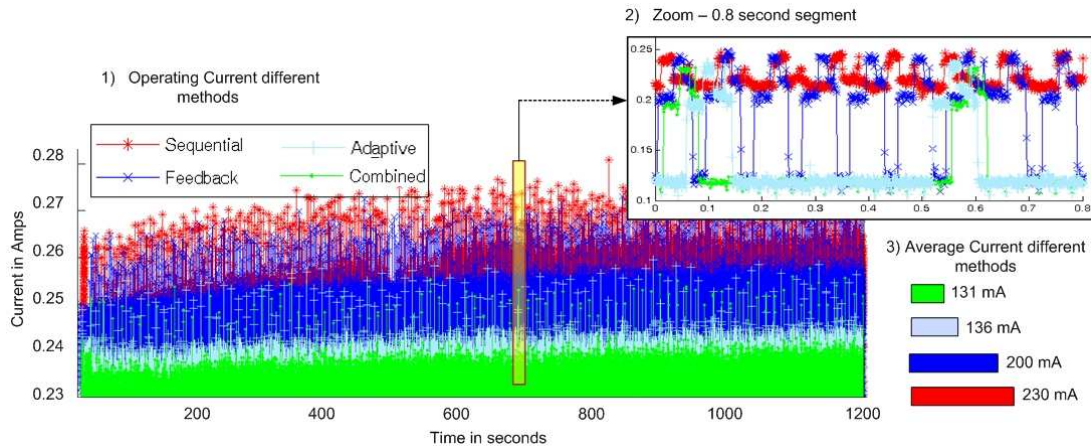 2) Zoom – 0.8 second segment
1) Operating Current different
methods
Sequential
Adaptive
Feedback
Combined
0.25
0.2
0.15
0.1
0
0.1
0.2
0.3
0.4
0.5
0.6
0.7
0.8
0.28
0.27
0.26
0.25
0.24
0.23
Current in Amps
200
400
600
800
1000
1200
Time in seconds
3) Average Current different
methods
131 mA
136 mA
200 mA
230 mA